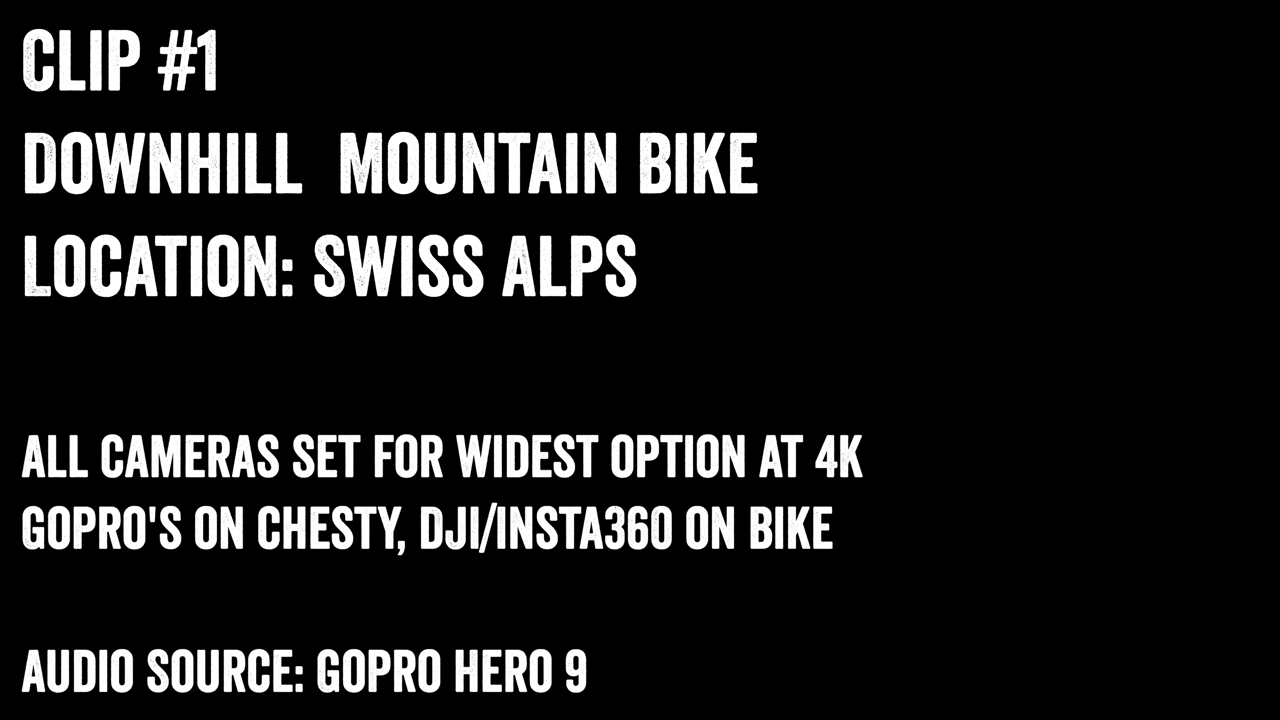 CLIP #1
DOWNHILL  MOUNTAIN BIKE
LOCATION: SWISS ALPS
ALL CAMERAS SET FOR WIDEST OPTION AT 4K
GOPRO'S ON CHESTY, DJI/INSTA360 ON BIKE
AUDIO SOURCE: GOPRO HERO 9